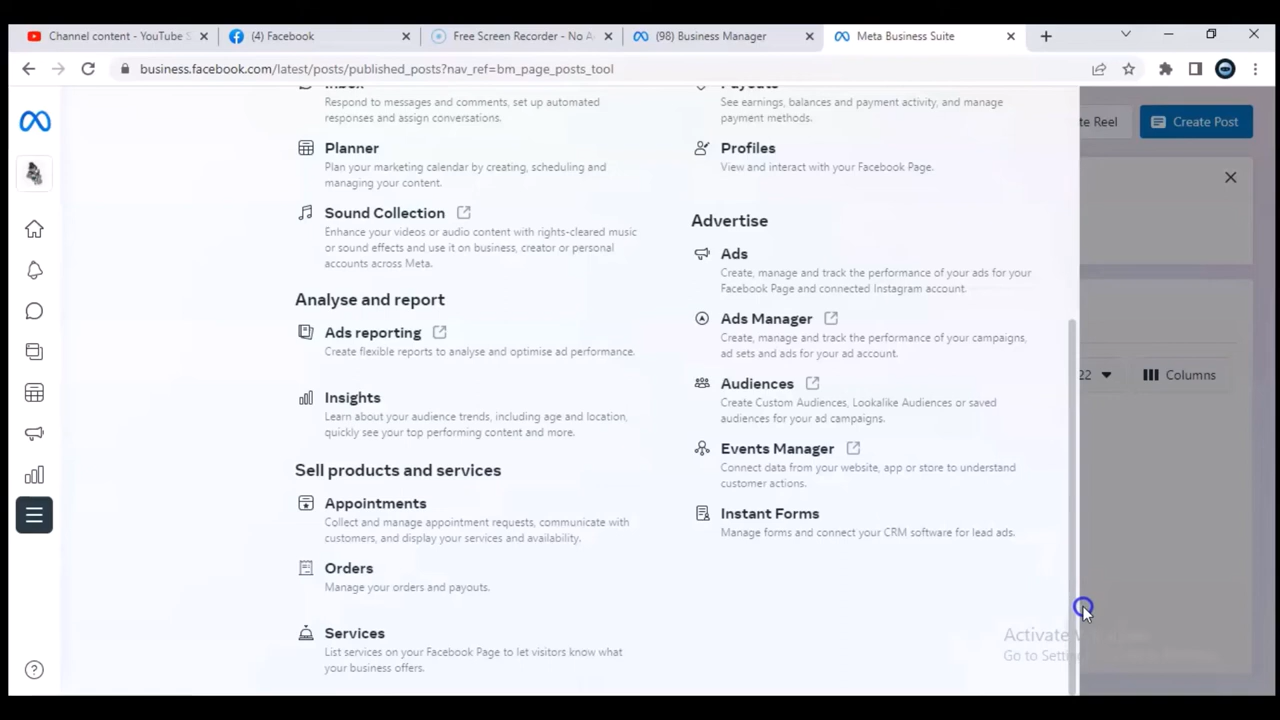 Channel content - YouTube S
(4) Facebook
Free Screen Recorder - No A
(98) Business Manager
Meta Business Suite
business.facebook.com/latest/posts/published_posts?nav_ref=bm_page_posts_tool
Inbox
Respond to messages and comments, set up automated
responses and assign conversations.
Planner
Plan your marketing calendar by creating, scheduling and
managing your content.
Sound Collection
Enhance your videos or audio content with rights-cleared music
or sound effects and use it on business, creator or personal
accounts across Meta.
Analyse and report
Ads reporting
Create flexible reports to analyse and optimise ad performance.
Insights
Learn about your audience trends, including age and location,
quickly see your top performing content and more.
Sell products and services
Appointments
Collect and manage appointment requests, communicate with
customers, and display your services and availability.
Orders
Manage your orders and payouts.
Services
List services on your Facebook Page to let visitors know what
your business offers.
Payouts
See earnings, balances and payment activity, and manage
payment methods.
Profiles
View and interact with your Facebook Page.
Advertise
Ads
Create, manage and track the performance of your ads for your
Facebook Page and connected Instagram account.
Ads Manager
Create, manage and track the performance of your campaigns,
ad sets and ads for your ad account.
Audiences
Create Custom Audiences, Lookalike Audiences or saved
audiences for your ad campaigns.
Events Manager
Connect data from your website, app or store to understand
customer actions.
Instant Forms
Manage forms and connect your CRM software for lead ads.
te Reel
Create Post
22
Columns
Activate
Go to Setti